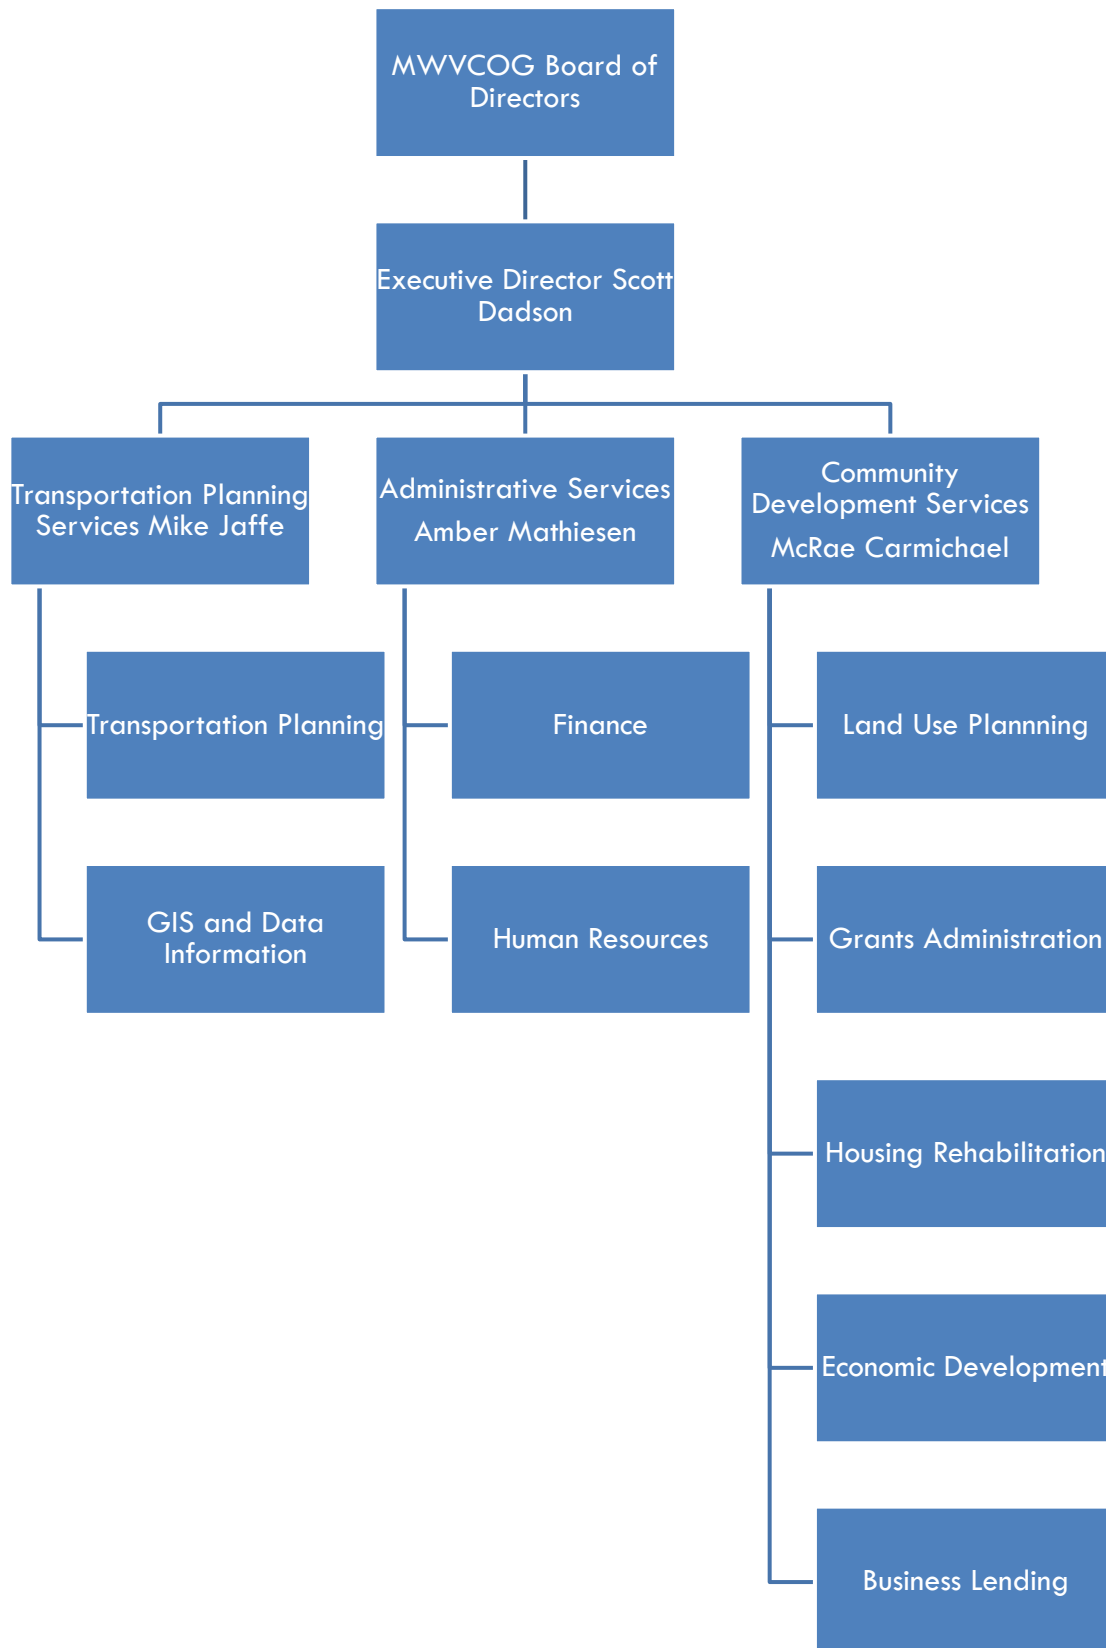 MWVCOG Board of
Directors
Executive Director Scott
Dadson
Transportation Planning
Services Mike Jaffe
Administrative Services
Amber Mathiesen
Community
Development Services
McRae Carmichael
Transportation Planning
Finance
Land Use Plannning
GIS and Data
Information
Human Resources
Grants Administration
Housing Rehabilitation
Economic Development
Business Lending